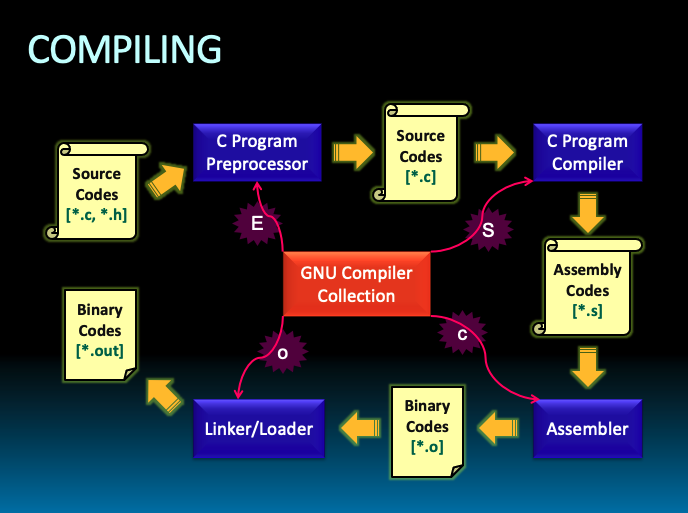 COMPILING
Source
Codes
[*.c, *.h]
C Program
Preprocessor
Source
Codes
[*.c]
C Program
Compiler
E
S
GNU Compiler
Collection
Assembly
Codes
[*.s]
Binary
Codes
[*.out]
o
c
Linker/Loader
Binary
Codes
[*.o]
Assembler